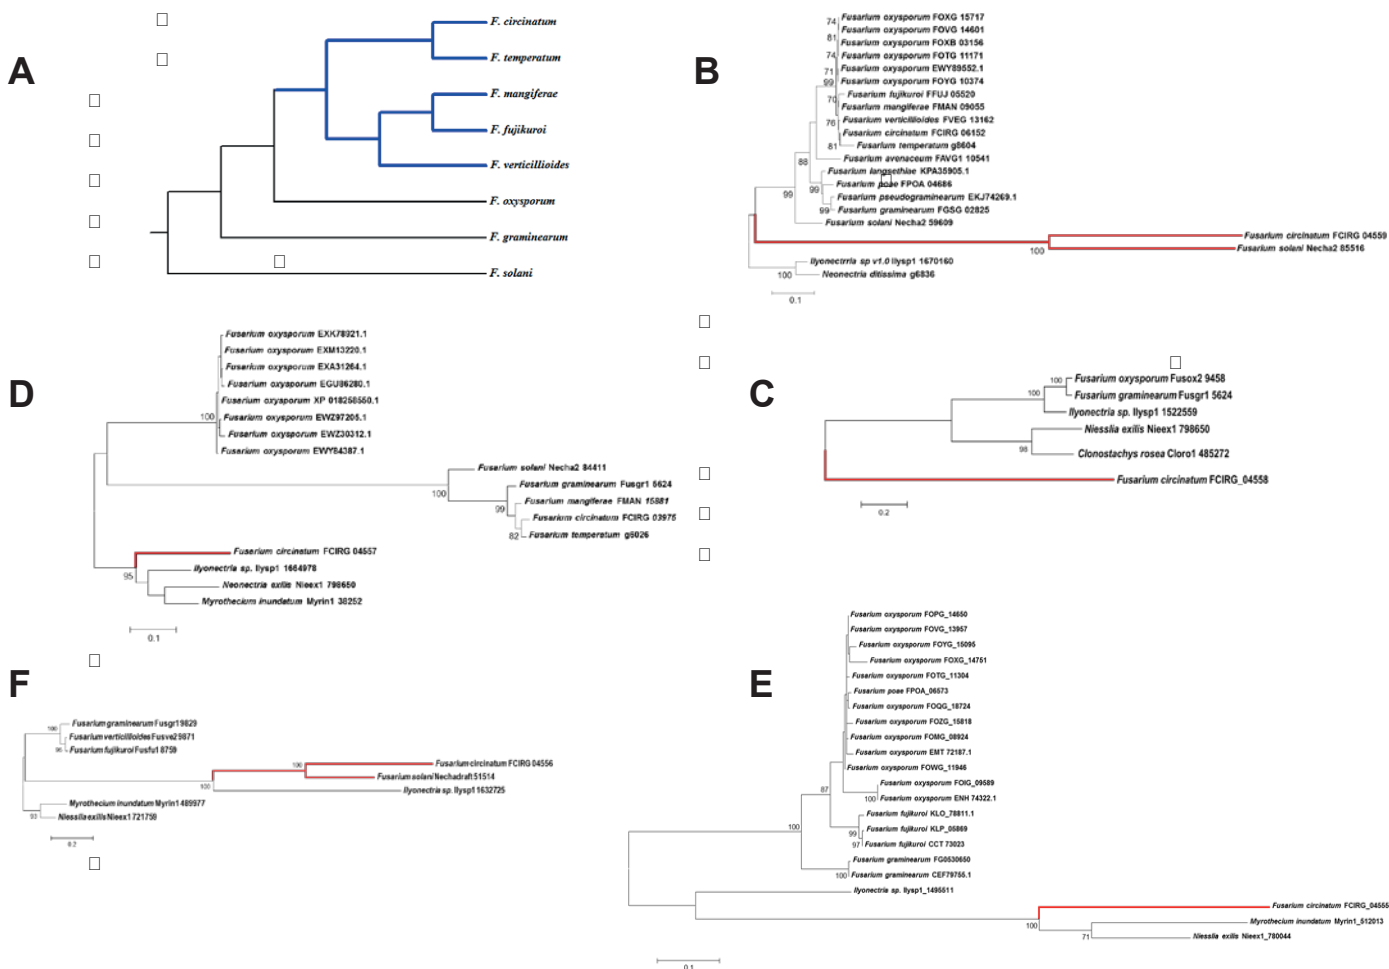 A
F. circinatum
F. temperatum
F. mangiferae
F. fujikuroi
F. verticillioides
F. oxysporum
F. graminearum
F. solani
B
74
Fusarium oxysporum FOXG 15717
Fusarium oxysporum FOVG 14601
81
Fusarium oxysporum FOXB 03156
74
Fusarium oxysporum FOTG 11171
71
Fusarium oxysporum EWY89552.1
99
Fusarium oxysporum FOYG 10374
70
Fusarium fujikuroi FFUJ 05520
Fusarium mangiferae FMAN 09055
76
Fusarium verticillioides FVEG 13162
Fusarium circinatum FCIRG 06152
81
Fusarium temperatum g8604
88
Fusarium avenaceum FAVG1 10541
Fusarium langsethiae KPA35905.1
99
Fusarium poae FPOA 04686
99
Fusarium pseudograminearum EKJ74269.1
99
Fusarium graminearum FGSG 02825
Fusarium solani Necha2 59609
Fusarium circinatum FCIRG 04559
100
Fusarium solani Necha2 85516
Ilyonectrria sp v1.0 Ilysp1 1670160
100
Neonectria ditissima g6836
0.1
D
Fusarium oxysporum EXK78921.1
Fusarium oxysporum EXM13220.1
Fusarium oxysporum EXA31264.1
Fusarium oxysporum EGU86280.1
Fusarium oxysporum XP 018258550.1
100
Fusarium oxysporum EWZ97205.1
Fusarium oxysporum EWZ30312.1
Fusarium oxysporum EWY84387.1
Fusarium solani Necha2 84411
100
Fusarium graminearum Fusgr1 5624
99
Fusarium mangiferae FMAN 15881
Fusarium circinatum FCIRG 03975
82
Fusarium temperatum g6026
Fusarium circinatum FCIRG 04557
95
Ilyonectria sp. Ilysp1 1664978
Neonectria exilis Nieex1 798650
Myrothecium inundatum Myrin1 38252
0.1
C
100
Fusarium oxysporum Fusox2 9458
100
Fusarium graminearum Fusgr1 5624
Ilyonectria sp. Ilysp1 1522559
Niesslia exilis Nieex1 798650
98
Clonostachys rosea Cloro1 485272
Fusarium circinatum FCIRG_04558
0.2
F
Fusarium graminearum Fusgr1 9829
100
Fusarium verticillioides Fusve2 9871
95
Fusarium fujikuroi Fusfu1 8759
100
Fusarium circinatum FCIRG 04556
Fusarium solani Nechadraft 51514
100
Ilyonectria sp. Ilysp1 1632725
Myrothecium inundatum Myrin1 489977
93
Niesslia exilis Nieex1 721759
0.2
E
Fusarium oxysporum FOPG_14650
Fusarium oxysporum FOVG_13957
Fusarium oxysporum FOYG_15095
Fusarium oxysporum FOXG_14751
Fusarium oxysporum FOTG_11304
Fusarium poae FPOA_06573
Fusarium oxysporum FOQG_18724
Fusarium oxysporum FOZG_15818
Fusarium oxysporum FOMG_08924
Fusarium oxysporum EMT 72187.1
Fusarium oxysporum FOWG_11946
87
Fusarium oxysporum FOIG_09589
100
Fusarium oxysporum ENH 74322.1
Fusarium fujikuroi KLO_78811.1
100
99
Fusarium fujikuroi KLP_05869
97
Fusarium fujikuroi CCT 73023
Fusarium graminearum FG0530650
100
Fusarium graminearum CEF79755.1
Ilyonectria sp. Ilysp1_1495511
Fusarium circinatum FCIRG_04555
100
Myrothecium inundatum Myrin1_512013
71
Niesslia exilis Nieex1_780044
0.1